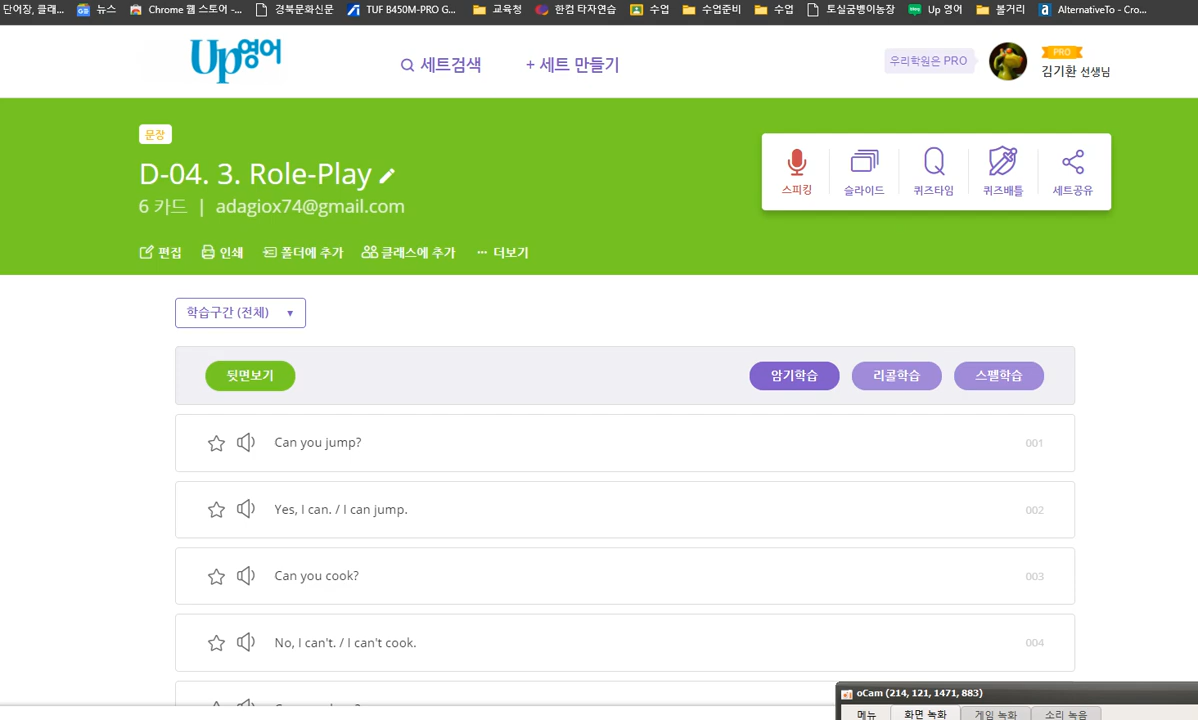 단어장, 클래... 뉴스 Chrome 웹 스토어 -... 경북문화신문 TUF B450M-PRO G... 교육청 한컴 타자연습 수업 수업준비 수업 토실금뱅이농장 Up 영어 볼거리 AlternativeTo - Cro...
Up영어 세트검색 + 세트 만들기 우리학원은 PRO PRO
김기환 선생님
문장
D-04. 3. Role-Play
6 카드 | adagiox74@gmail.com
스피킹 슬라이드 퀴즈타임 퀴즈배틀 세트공유
편집 인쇄 폴더에 추가 클래스에 추가 ··· 더보기
학습구간 (전체) ▼
뒷면보기 암기학습 리콜학습 스펠학습
Can you jump? 001
Yes, I can. / I can jump. 002
Can you cook? 003
No, I can't. / I can't cook. 004
oCam (214, 121, 1471, 883)
메뉴 화면 녹화 게임 녹화 소리 녹음